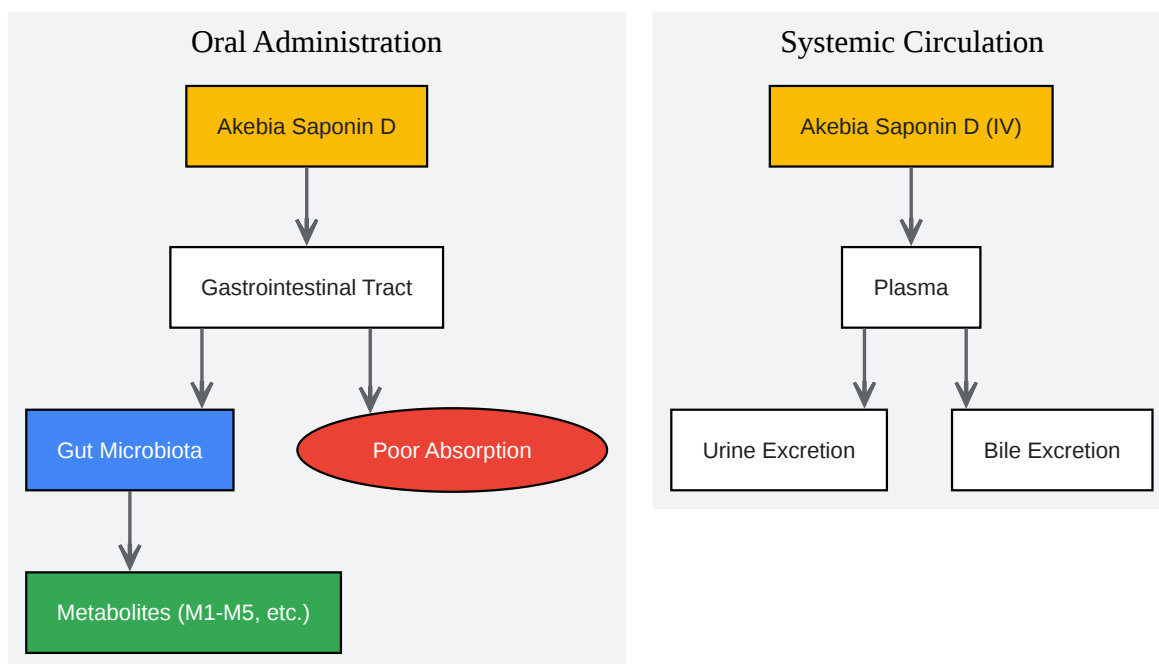 Oral Administration
Akebia Saponin D
Gastrointestinal Tract
Gut Microbiota
Poor Absorption
Metabolites (M1-M5, etc.)
Systemic Circulation
Akebia Saponin D (IV)
Plasma
Urine Excretion
Bile Excretion